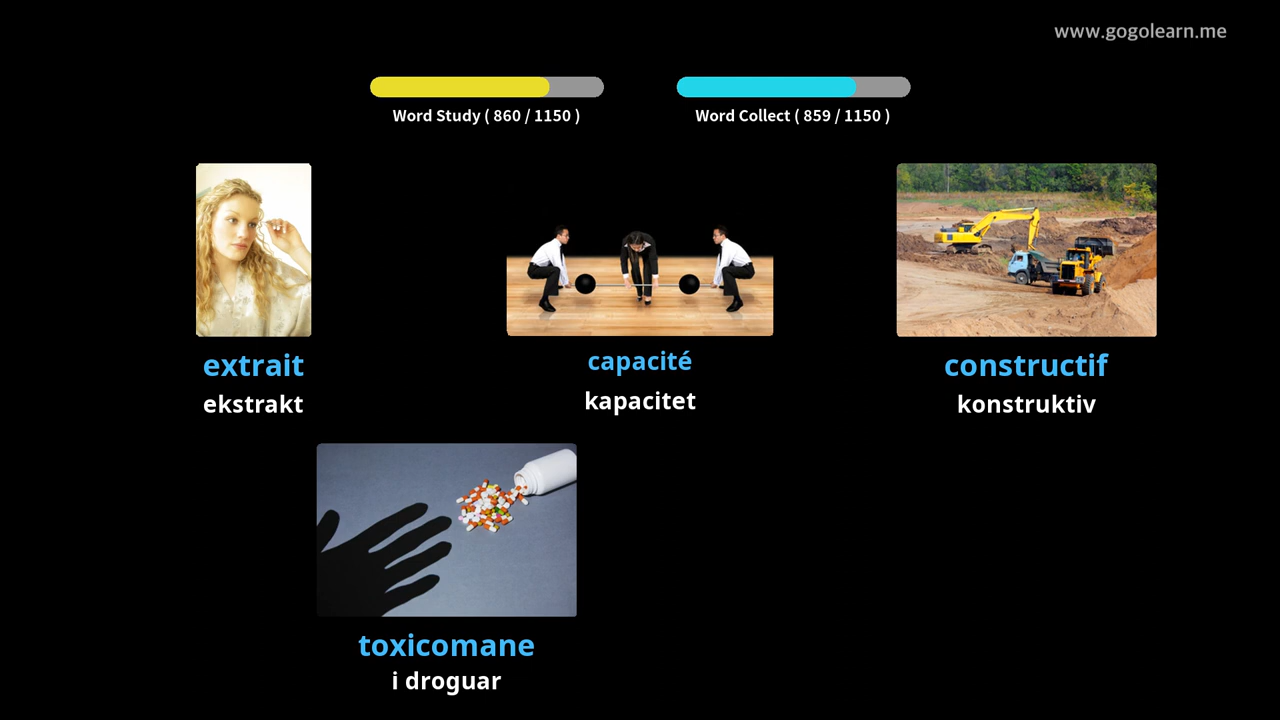 www.gogolearn.me
Word Study ( 860 / 1150 )
Word Collect ( 859 / 1150 )
extrait
ekstrakt
capacité
kapacitet
constructif
konstruktiv
toxicomane
i droguar